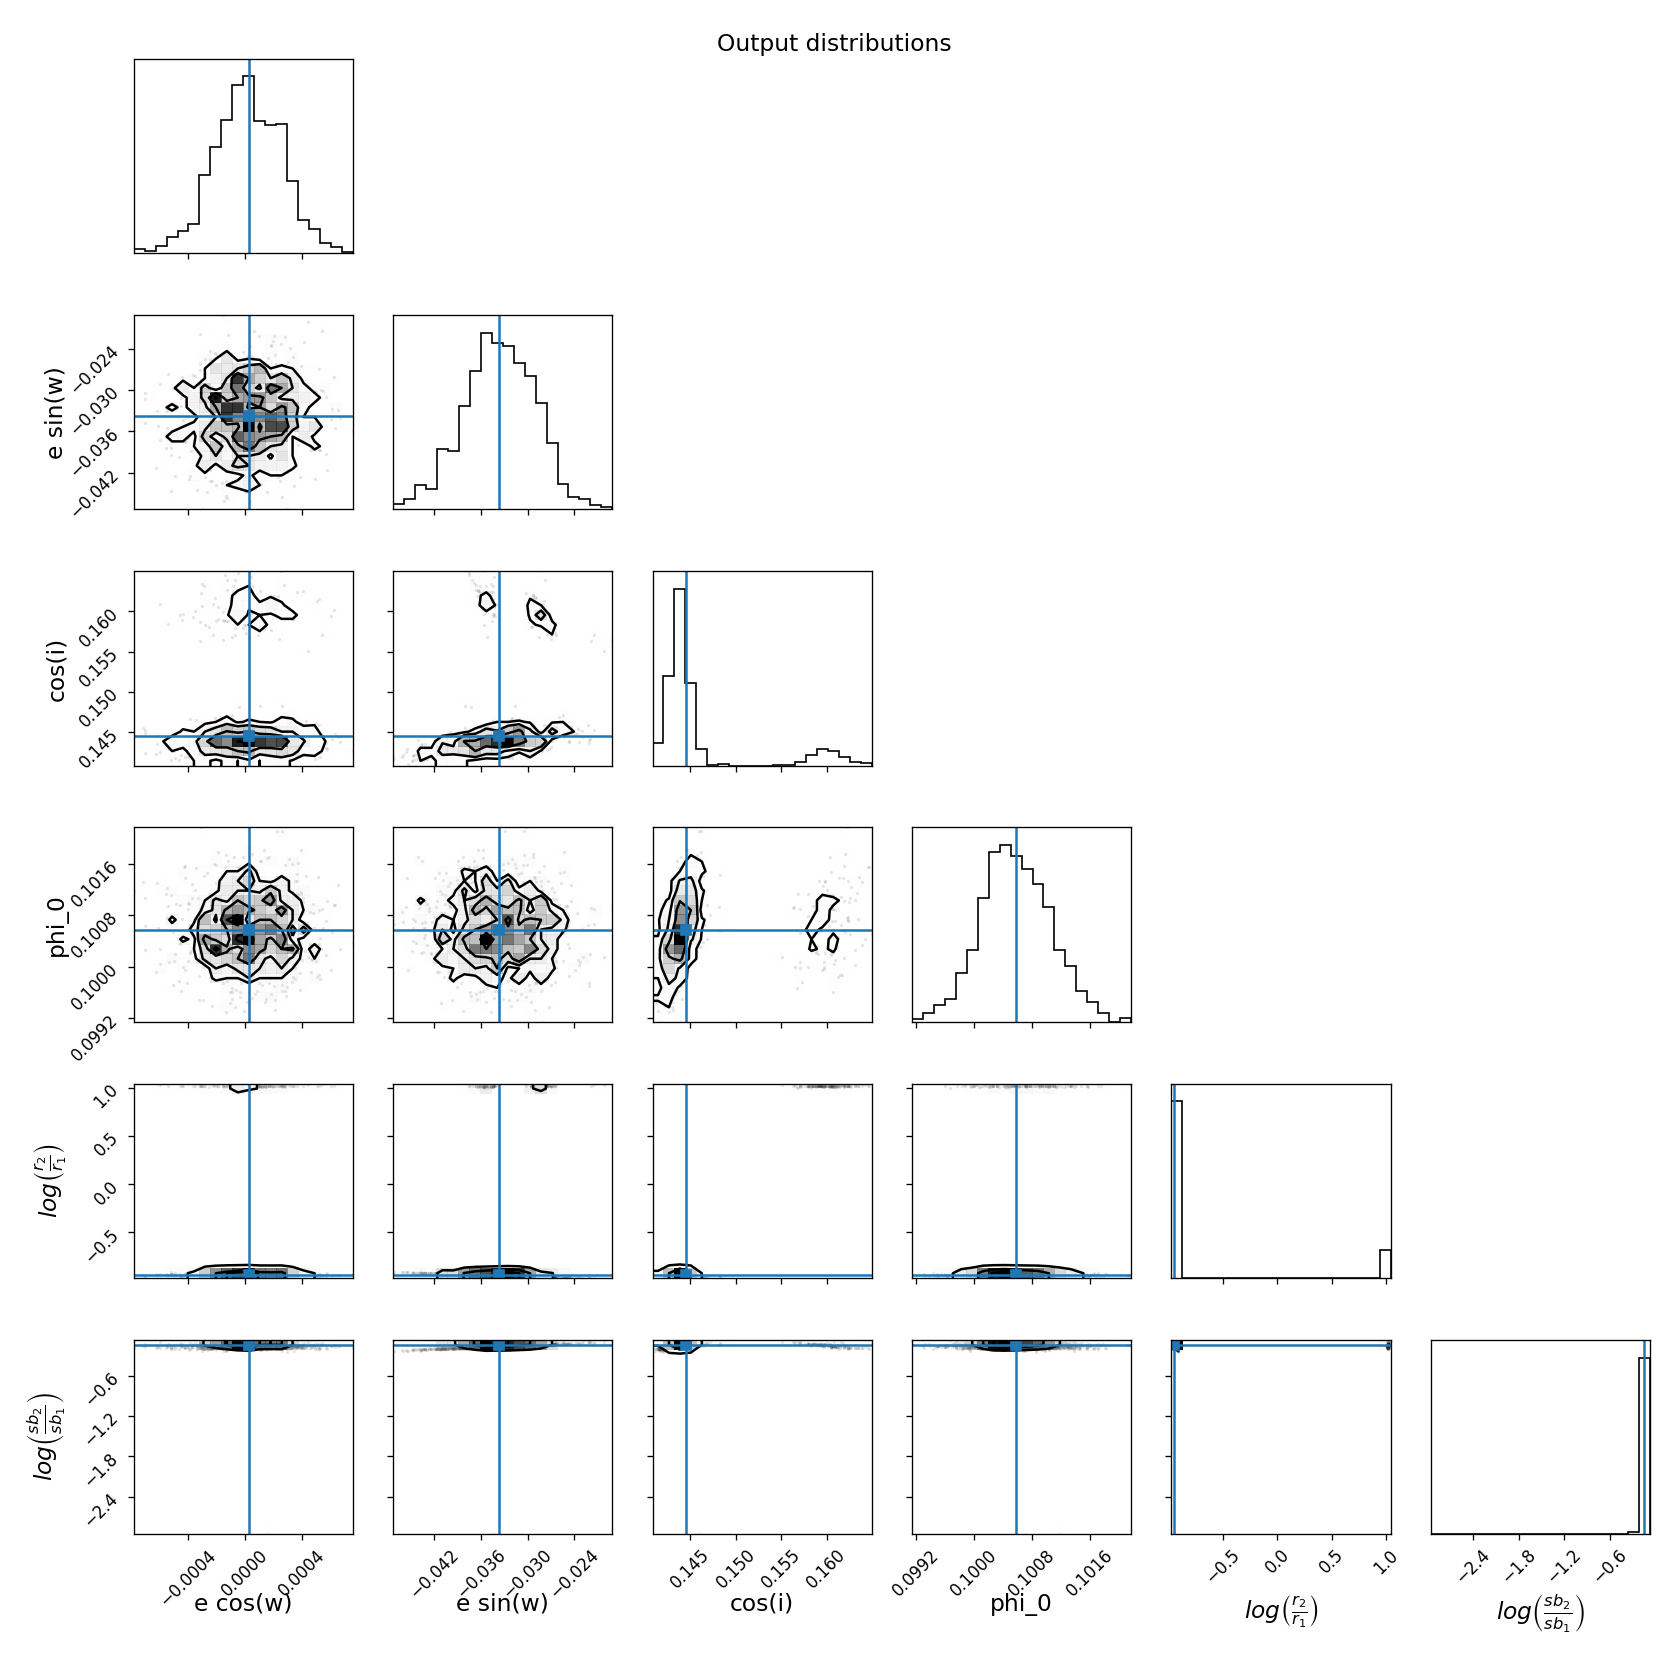 Output distributions
e sin(w)
−0.024
−0.030
−0.036
−0.042
cos(i)
0.160
0.155
0.150
0.145
phi_0
0.1016
0.1008
0.1000
0.0992
log(r₂/r₁)
1.0
0.5
0.0
−0.5
log(sb₂/sb₁)
−0.6
−1.2
−1.8
−2.4
−0.0004 0.0000 0.0004
e cos(w)
−0.042 −0.036 −0.030 −0.024
e sin(w)
0.145 0.150 0.155 0.160
cos(i)
0.0992 0.1000 0.1008 0.1016
phi_0
−0.5 0.0 0.5 1.0
log(r₂/r₁)
−2.4 −1.8 −1.2 −0.6
log(sb₂/sb₁)